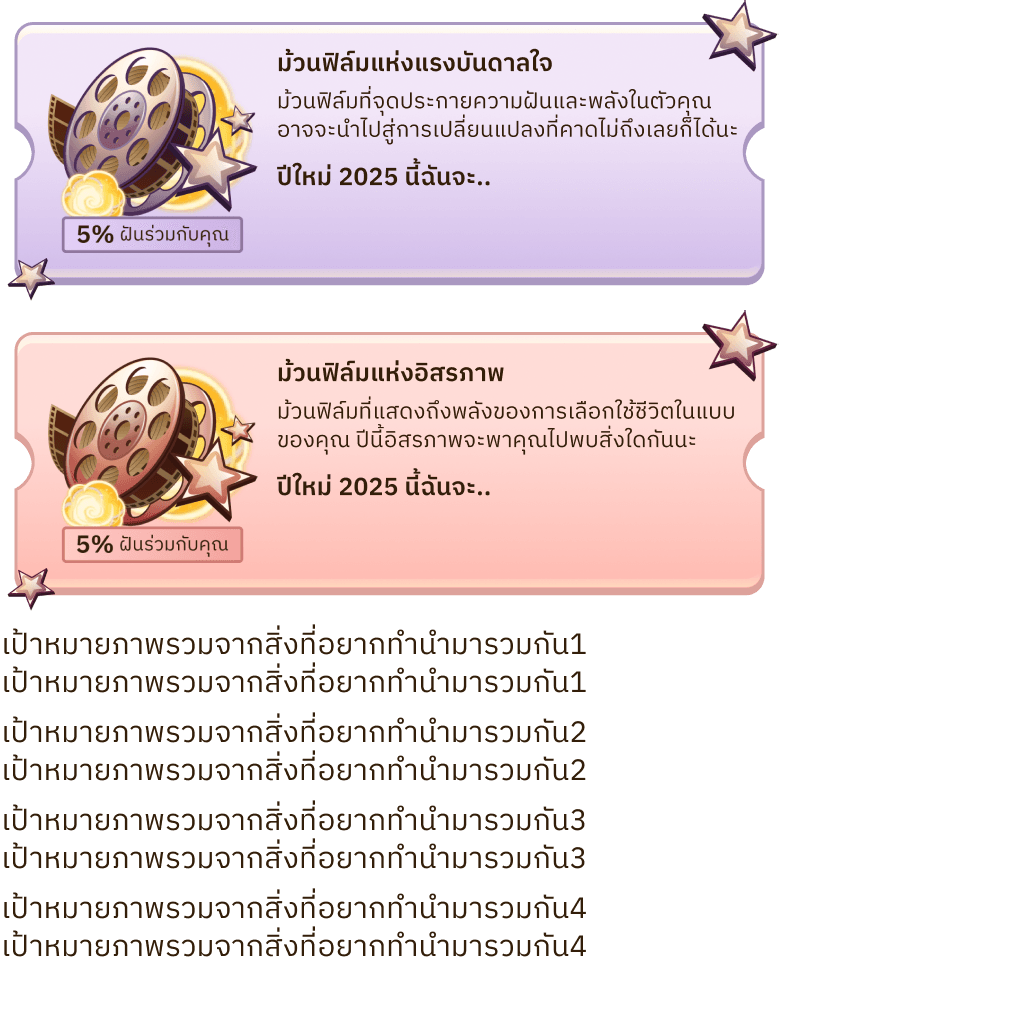 ม้วนฟิล์มแห่งแรงบันดาลใจ
ม้วนฟิล์มที่จุดประกายความฝันและพลังในตัวคุณ
อาจจะนำไปสู่การเปลี่ยนแปลงที่คาดไม่ถึงเลยก็ได้นะ
ปีใหม่ 2025 นี้ฉันจะ..
5% ฝันร่วมกับคุณ
ม้วนฟิล์มแห่งอิสรภาพ
ม้วนฟิล์มที่แสดงถึงพลังของการเลือกใช้ชีวิตในแบบ
ของคุณ ปีนี้อิสรภาพจะพาคุณไปพบสิ่งใดกันนะ
ปีใหม่ 2025 นี้ฉันจะ..
5% ฝันร่วมกับคุณ
เป้าหมายภาพรวมจากสิ่งที่อยากทำนำมารวมกัน1
เป้าหมายภาพรวมจากสิ่งที่อยากทำนำมารวมกัน1
เป้าหมายภาพรวมจากสิ่งที่อยากทำนำมารวมกัน2
เป้าหมายภาพรวมจากสิ่งที่อยากทำนำมารวมกัน2
เป้าหมายภาพรวมจากสิ่งที่อยากทำนำมารวมกัน3
เป้าหมายภาพรวมจากสิ่งที่อยากทำนำมารวมกัน3
เป้าหมายภาพรวมจากสิ่งที่อยากทำนำมารวมกัน4
เป้าหมายภาพรวมจากสิ่งที่อยากทำนำมารวมกัน4